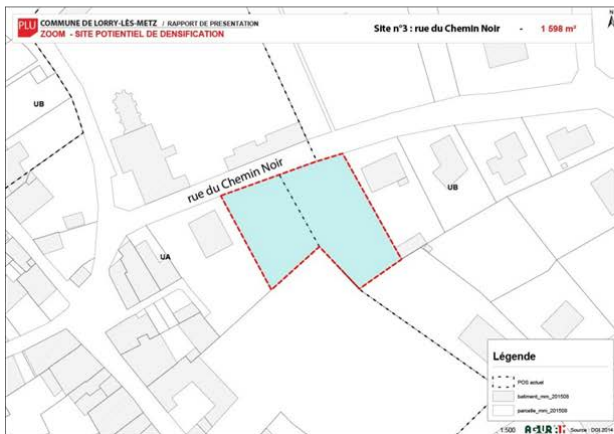 PLU COMMUNE DE LORRY-LÈS-METZ / RAPPORT DE PRESENTATION
ZOOM - SITE POTIENTIEL DE DENSIFICATION
Site n°3 : rue du Chemin Noir - 1 598 m²
N
UB
rue du Chemin Noir
UB
UA
Légende
POS actuel
batiment_mm_201508
parcelle_mm_201508
1:500
Source : DGI 2014